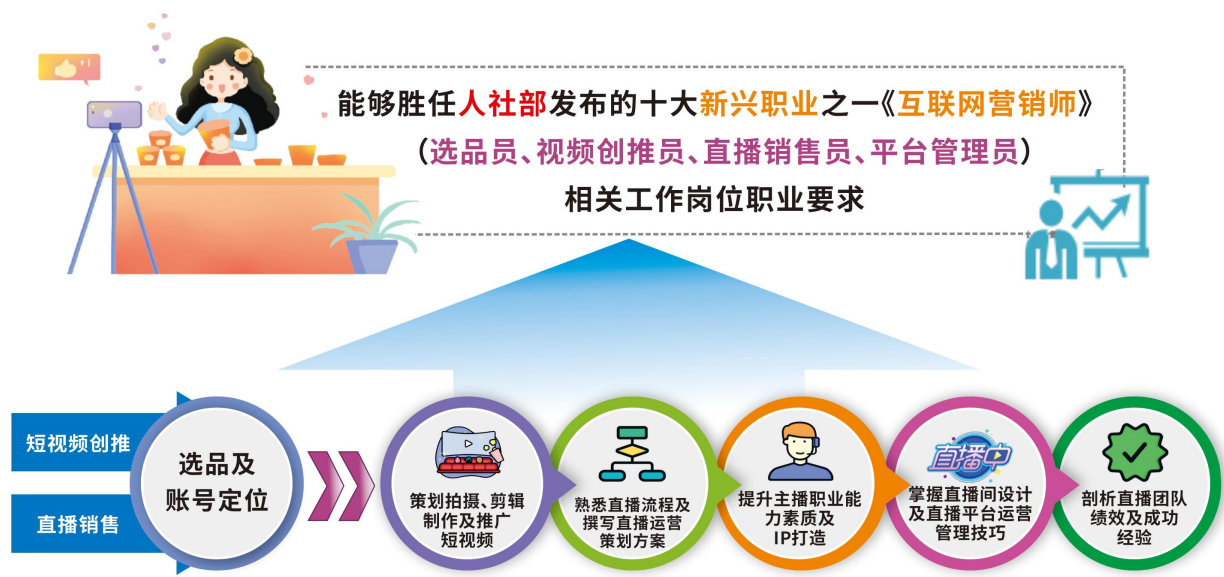 能够胜任人社部发布的十大新兴职业之一《互联网营销师》
（选品员、视频创推员、直播销售员、平台管理员）
相关工作岗位职业要求
短视频创推
直播销售
选品及
账号定位
策划拍摄、剪辑
制作及推广
短视频
熟悉直播流程及
撰写直播运营
策划方案
提升主播职业能
力素质及
IP打造
直播中
掌握直播间设计
及直播平台运营
管理技巧
剖析直播团队
绩效及成功
经验